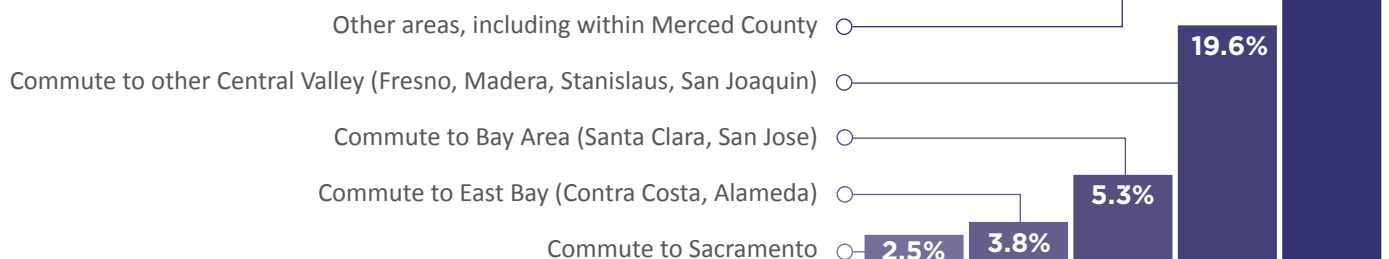 Other areas, including within Merced County
19.6%
Commute to other Central Valley (Fresno, Madera, Stanislaus, San Joaquin)
Commute to Bay Area (Santa Clara, San Jose)
5.3%
Commute to East Bay (Contra Costa, Alameda)
3.8%
Commute to Sacramento
2.5%